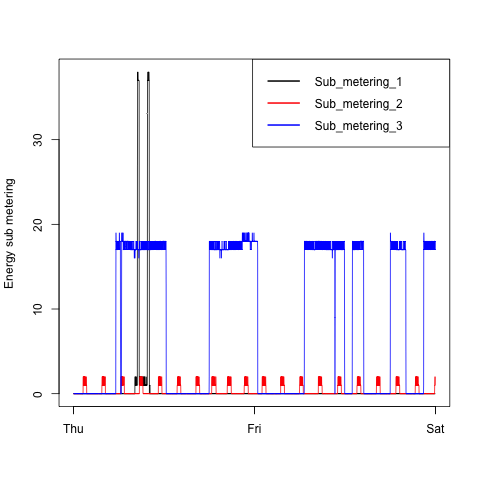 Sub_metering_1
Sub_metering_2
Sub_metering_3
Energy sub metering
30
20
10
0
Thu
Fri
Sat